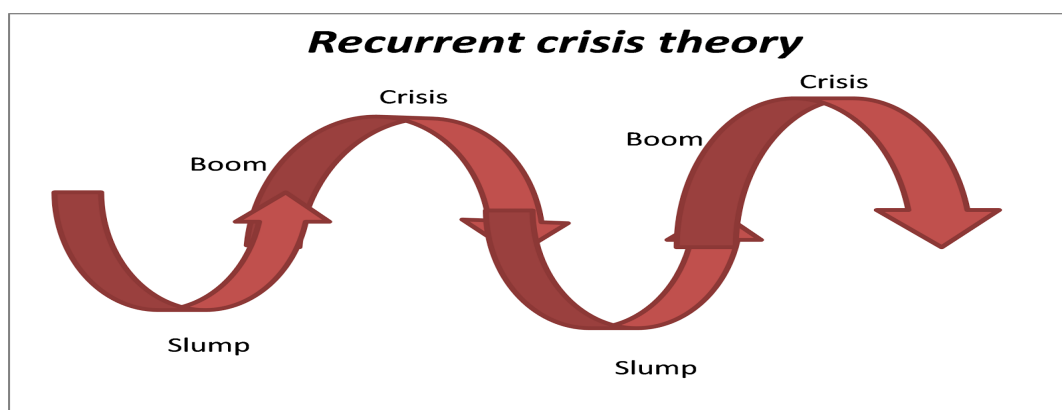 Recurrent crisis theory
Crisis
Crisis
Boom
Boom
Slump
Slump